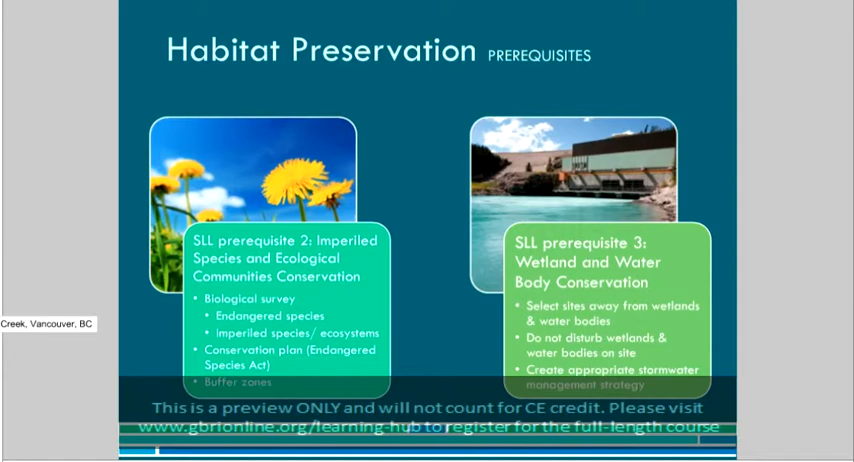 Habitat Preservation PREREQUISITES
SLL prerequisite 2: Imperiled
Species and Ecological
Communities Conservation
• Biological survey
• Endangered species
• Imperiled species/ ecosystems
• Conservation plan (Endangered
Species Act)
• Buffer zones
SLL prerequisite 3:
Wetland and Water
Body Conservation
• Select sites away from wetlands
& water bodies
• Do not disturb wetlands &
water bodies on site
• Create appropriate stormwater
management strategy
Creek, Vancouver, BC
This is a preview ONLY and will not count for CE credit. Please visit
www.gbrionline.org/learning-hub to register for the full-length course